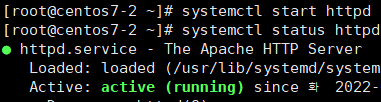 [root@centos7-2 ~]# systemctl start httpd
[root@centos7-2 ~]# systemctl status httpd
● httpd.service - The Apache HTTP Server
Loaded: loaded (/usr/lib/systemd/system
Active: active (running) since 화 2022-